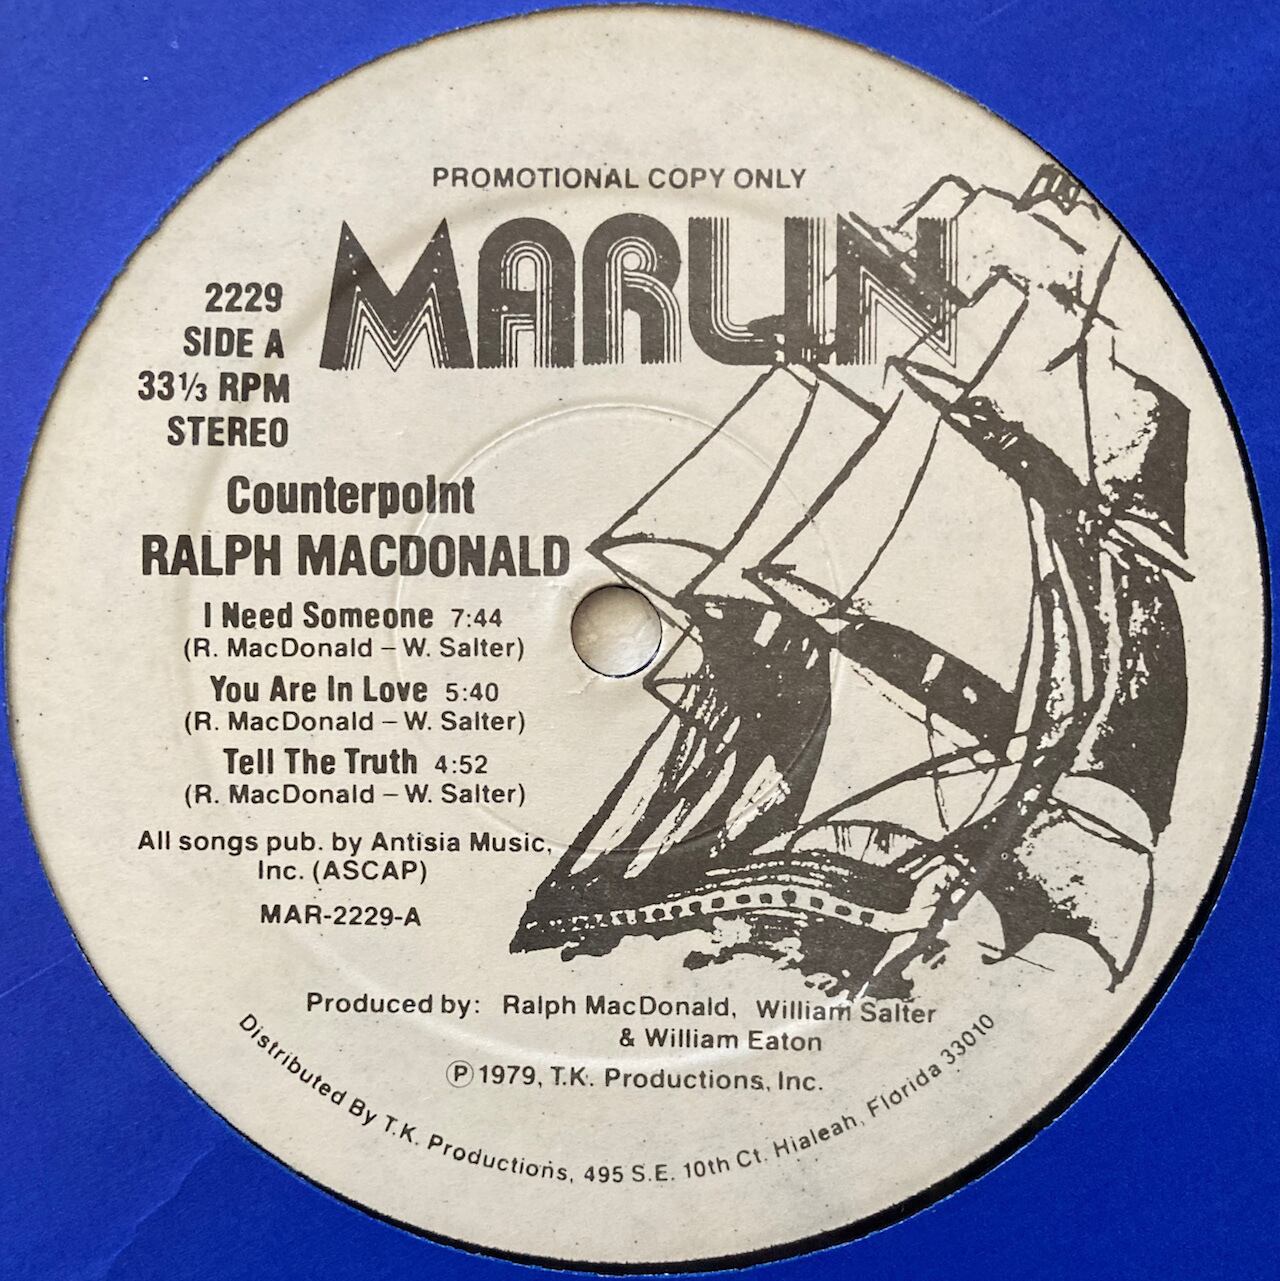 PROMOTIONAL COPY ONLY
MARLIN
2229
SIDE A
33⅓ RPM
STEREO
Counterpoint
RALPH MACDONALD
I Need Someone 7:44
(R. MacDonald – W. Salter)
You Are In Love 5:40
(R. MacDonald – W. Salter)
Tell The Truth 4:52
(R. MacDonald – W. Salter)
All songs pub. by Antisia Music,
Inc. (ASCAP)
MAR-2229-A
Produced by: Ralph MacDonald, William Salter
& William Eaton
℗ 1979, T.K. Productions, Inc.
Distributed By T.K. Productions, 495 S.E. 10th Ct. Hialeah, Florida 33010